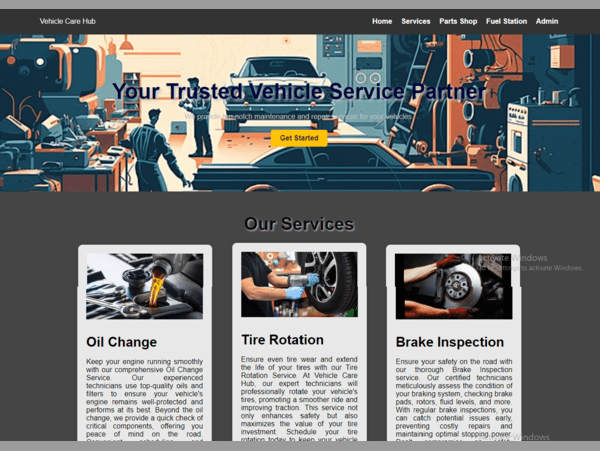 Vehicle Care Hub
Home Services Parts Shop Fuel Station Admin
Your Trusted Vehicle Service Partner
We provide top-notch maintenance and repair services for your vehicles.
Get Started
Our Services
Activate Windows
Go to Settings to activate Windows.
Oil Change
Keep your engine running smoothly
with our comprehensive Oil Change
Service. Our experienced
technicians use top-quality oils and
filters to ensure your vehicle's
engine remains well-protected and
performs at its best. Beyond the oil
change, we provide a quick check of
critical components, offering you
peace of mind on the road.
Tire Rotation
Ensure even tire wear and extend
the life of your tires with our Tire
Rotation Service. At Vehicle Care
Hub, our expert technicians will
professionally rotate your vehicle's
tires, promoting a smoother ride and
improving traction. This service not
only enhances safety but also
maximizes the value of your tire
investment. Schedule your tire
rotation today to keep your vehicle
Brake Inspection
Ensure your safety on the road with
our thorough Brake Inspection
service. Our certified technicians
meticulously assess the condition of
your braking system, checking brake
pads, rotors, fluid levels, and more.
With regular brake inspections, you
can catch potential issues early,
preventing costly repairs and
maintaining optimal stopping power.